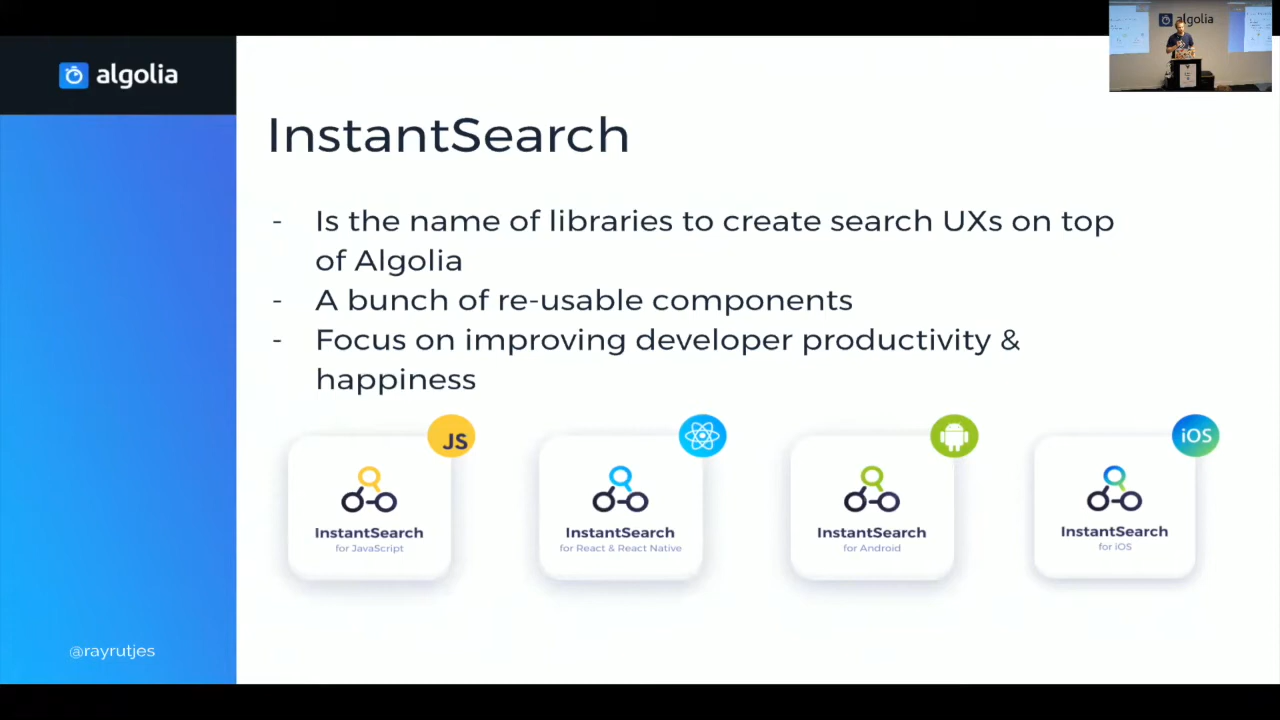 algolia
algolia
InstantSearch
- Is the name of libraries to create search UXs on top
of Algolia
- A bunch of re-usable components
- Focus on improving developer productivity &
happiness
JS
iOS
InstantSearch
for JavaScript
InstantSearch
for React & React Native
InstantSearch
for Android
InstantSearch
for iOS
@rayrutjes